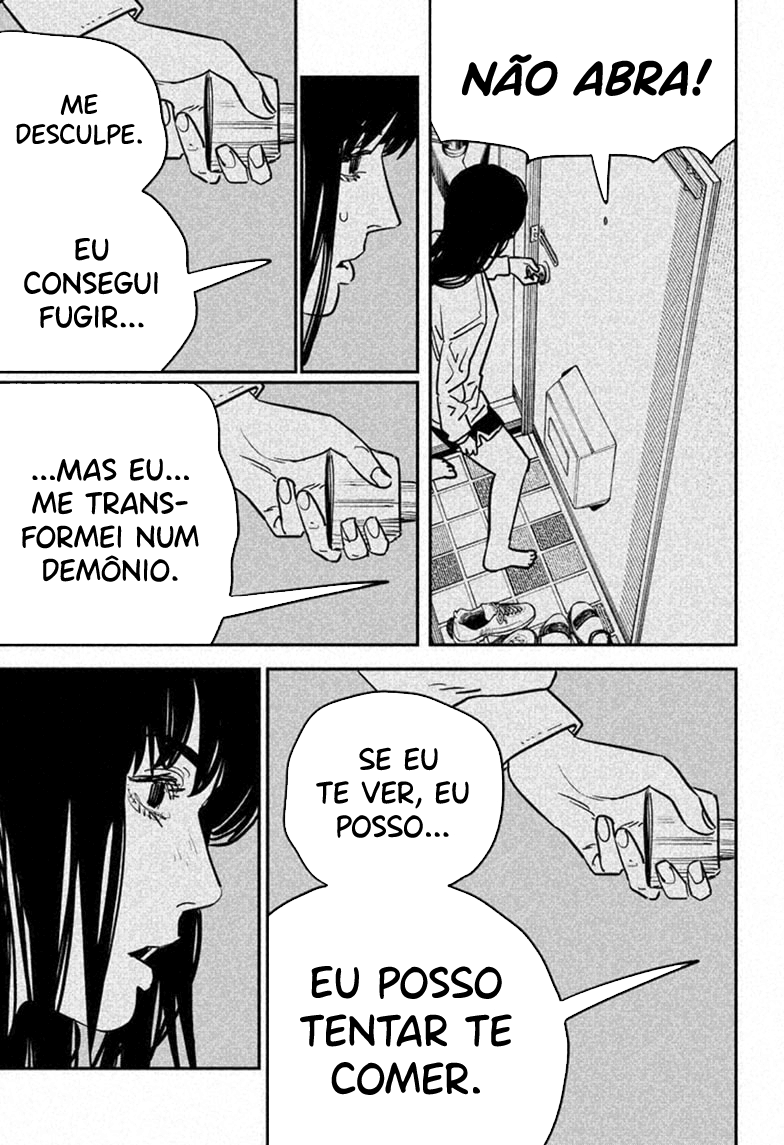 NÃO ABRA!
ME
DESCULPE.
EU
CONSEGUI
FUGIR...
...MAS EU...
ME TRANS-
FORMEI NUM
DEMÔNIO.
SE EU
TE VER, EU
POSSO...
EU POSSO
TENTAR TE
COMER.